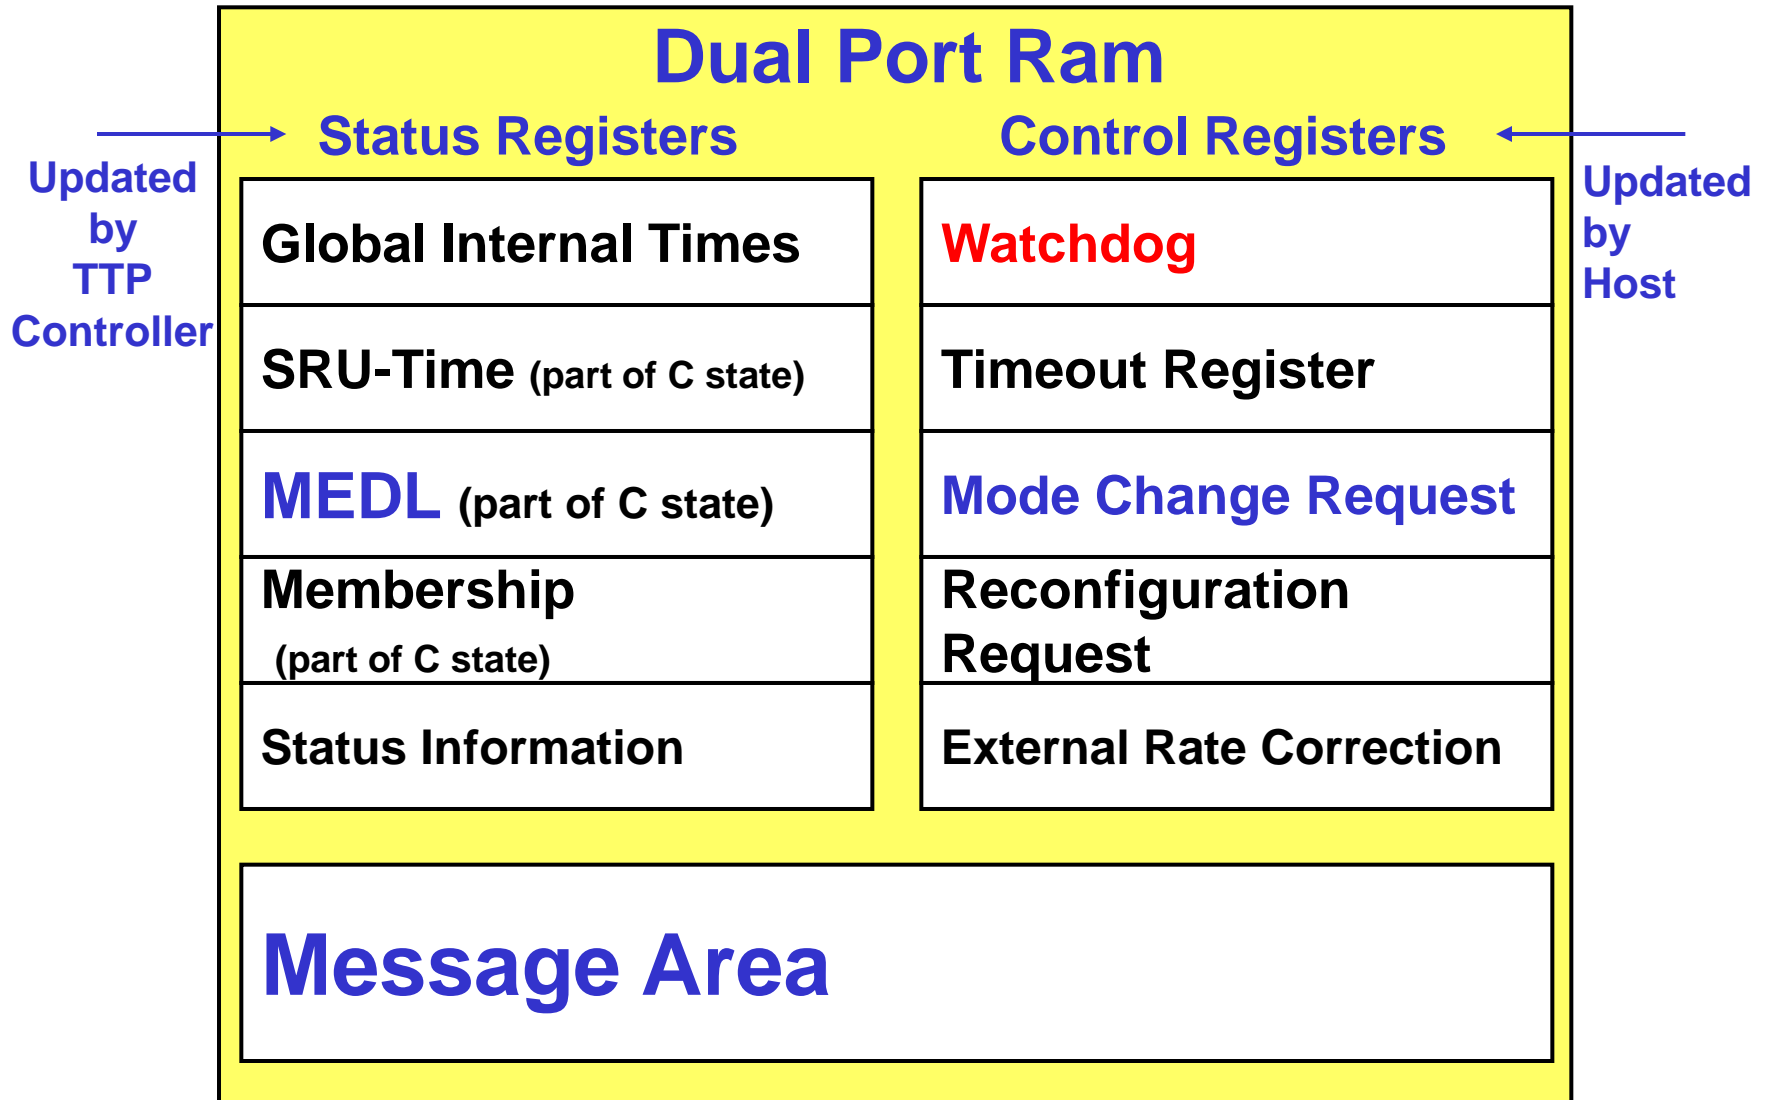 Dual Port Ram
Status Registers
Control Registers
Updated
by
TTP
Controller
Updated
by
Host
Global Internal Times
SRU-Time (part of C state)
MEDL (part of C state)
Membership
(part of C state)
Status Information
Watchdog
Timeout Register
Mode Change Request
Reconfiguration
Request
External Rate Correction
Message Area